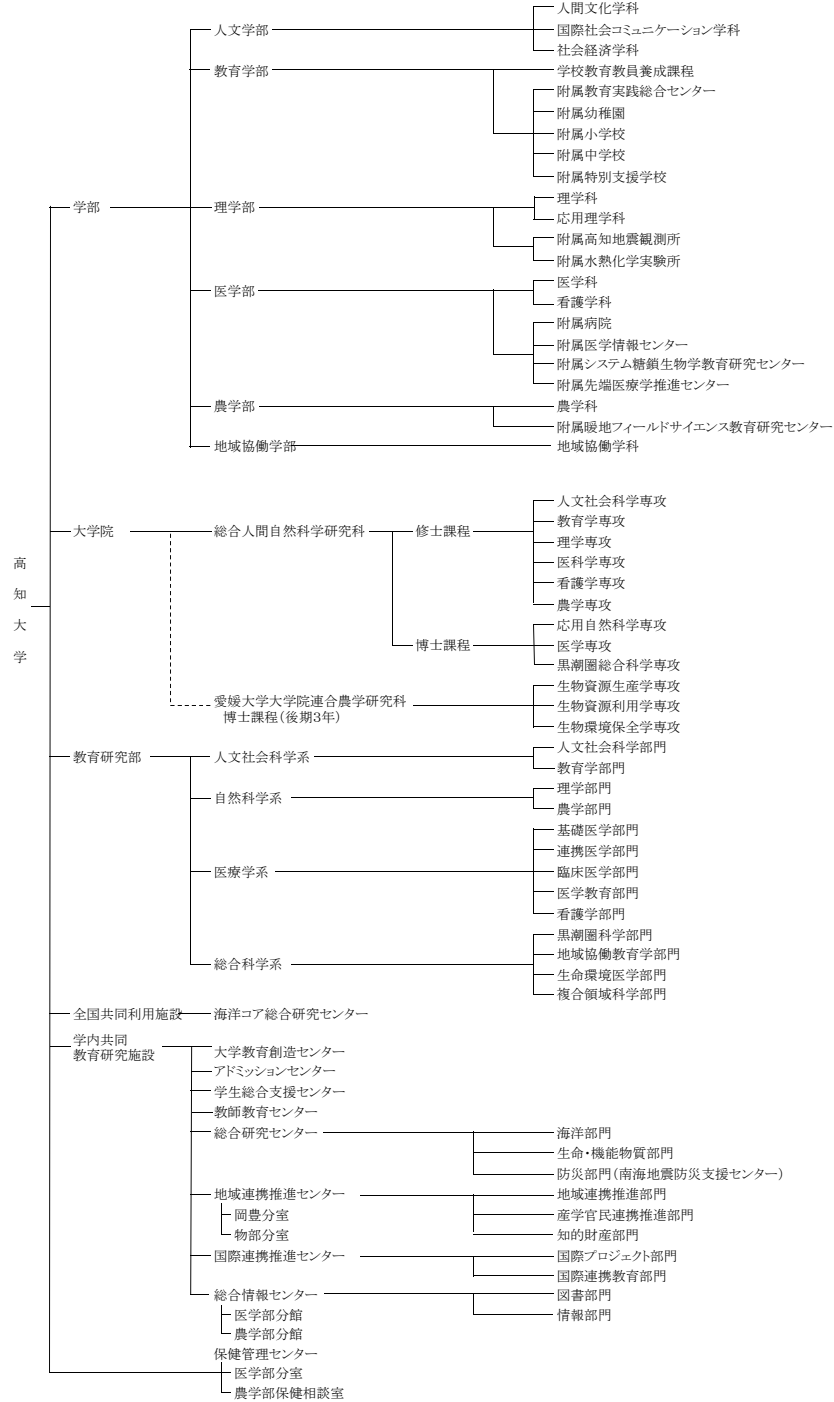 高知大学
学部
人文学部
人間文化学科
国際社会コミュニケーション学科
社会経済学科
教育学部
学校教育教員養成課程
附属教育実践総合センター
附属幼稚園
附属小学校
附属中学校
附属特別支援学校
理学部
理学科
応用理学科
附属高知地震観測所
附属水熱化学実験所
医学部
医学科
看護学科
附属病院
附属医学情報センター
附属システム糖鎖生物学教育研究センター
附属先端医療学推進センター
農学部
農学科
附属暖地フィールドサイエンス教育研究センター
地域協働学部
地域協働学科
大学院
総合人間自然科学研究科
修士課程
人文社会科学専攻
教育学専攻
理学専攻
医科学専攻
看護学専攻
農学専攻
博士課程
応用自然科学専攻
医学専攻
黒潮圏総合科学専攻
愛媛大学大学院連合農学研究科
博士課程(後期3年)
生物資源生産学専攻
生物資源利用学専攻
生物環境保全学専攻
教育研究部
人文社会科学系
人文社会科学部門
教育学部門
自然科学系
理学部門
農学部門
医療学系
基礎医学部門
連携医学部門
臨床医学部門
医学教育部門
看護学部門
総合科学系
黒潮圏科学部門
地域協働教育学部門
生命環境医学部門
複合領域科学部門
全国共同利用施設
海洋コア総合研究センター
学内共同
教育研究施設
大学教育創造センター
アドミッションセンター
学生総合支援センター
教師教育センター
総合研究センター
海洋部門
生命・機能物質部門
防災部門(南海地震防災支援センター)
地域連携推進センター
岡豊分室
物部分室
地域連携推進部門
産学官民連携推進部門
知的財産部門
国際連携推進センター
国際プロジェクト部門
国際連携教育部門
総合情報センター
医学部分館
農学部分館
図書部門
情報部門
保健管理センター
医学部分室
農学部保健相談室